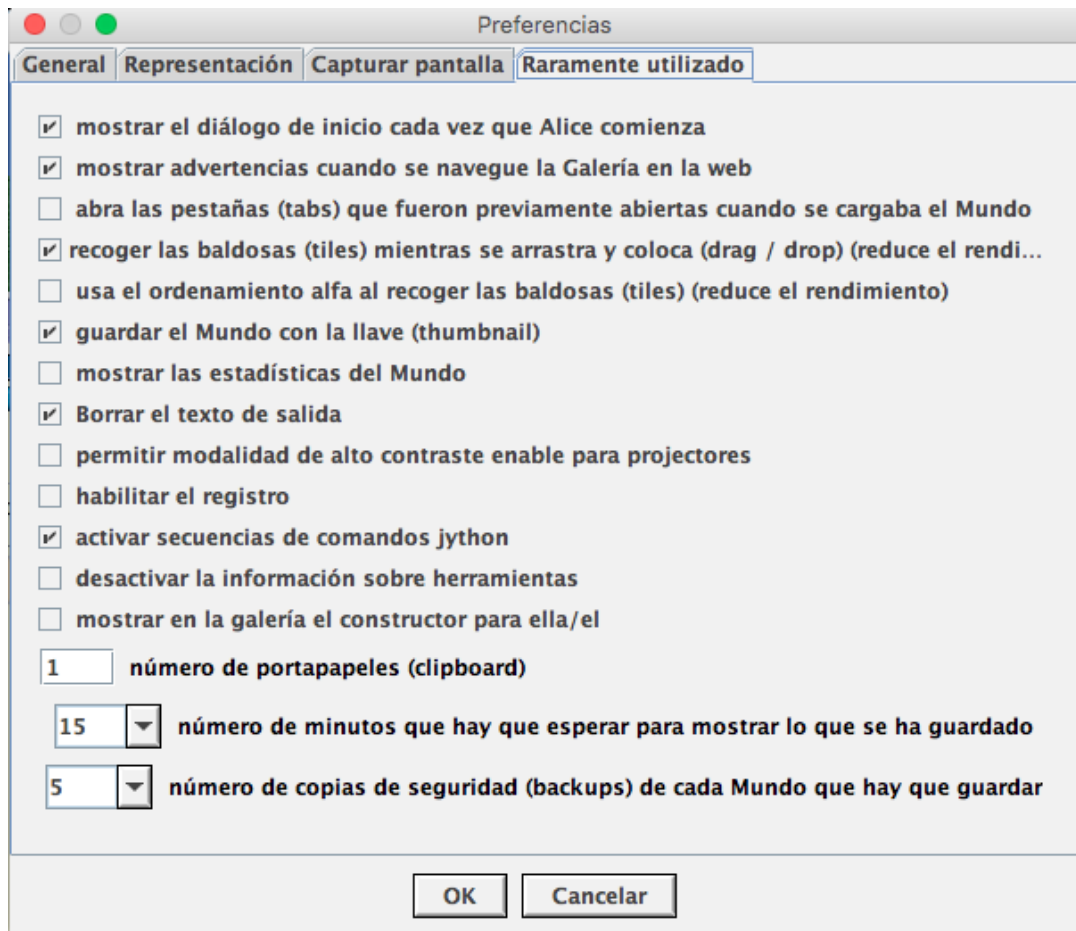 Preferencias
General Representación Capturar pantalla Raramente utilizado
mostrar el diálogo de inicio cada vez que Alice comienza
mostrar advertencias cuando se navegue la Galería en la web
abra las pestañas (tabs) que fueron previamente abiertas cuando se cargaba el Mundo
recoger las baldosas (tiles) mientras se arrastra y coloca (drag / drop) (reduce el rendi...
usa el ordenamiento alfa al recoger las baldosas (tiles) (reduce el rendimiento)
guardar el Mundo con la llave (thumbnail)
mostrar las estadísticas del Mundo
Borrar el texto de salida
permitir modalidad de alto contraste enable para projectores
habilitar el registro
activar secuencias de comandos jython
desactivar la información sobre herramientas
mostrar en la galería el constructor para ella/el
1 número de portapapeles (clipboard)
15 número de minutos que hay que esperar para mostrar lo que se ha guardado
5 número de copias de seguridad (backups) de cada Mundo que hay que guardar
OK Cancelar